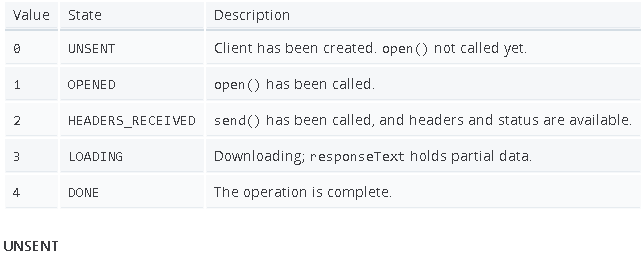 Value State Description
0 UNSENT Client has been created. open() not called yet.
1 OPENED open() has been called.
2 HEADERS_RECEIVED send() has been called, and headers and status are available.
3 LOADING Downloading; responseText holds partial data.
4 DONE The operation is complete.
UNSENT